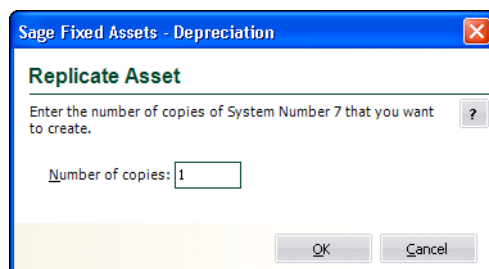 Sage Fixed Assets - Depreciation
Replicate Asset
Enter the number of copies of System Number 7 that you want
to create.
?
Number of copies: 1
OK Cancel